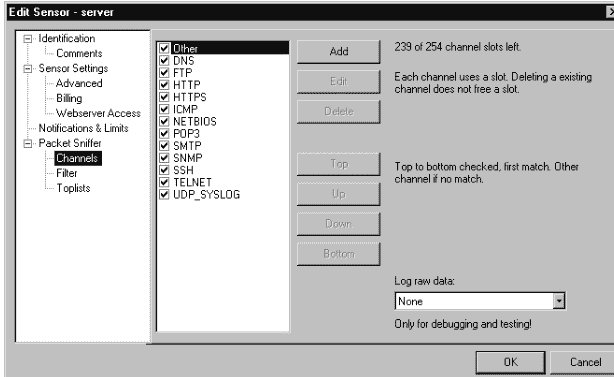 Edit Sensor - server
Identification
Comments
Sensor Settings
Advanced
Billing
Webserver Access
Notifications & Limits
Packet Sniffer
Channels
Filter
Toplists
Other
DNS
FTP
HTTP
HTTPS
ICMP
NETBIOS
POP3
SMTP
SNMP
SSH
TELNET
UDP_SYSLOG
Add
Edit
Delete
Top
Up
Down
Bottom
239 of 254 channel slots left.
Each channel uses a slot. Deleting a existing
channel does not free a slot.
Top to bottom checked, first match. Other
channel if no match.
Log raw data:
None
Only for debugging and testing!
OK
Cancel